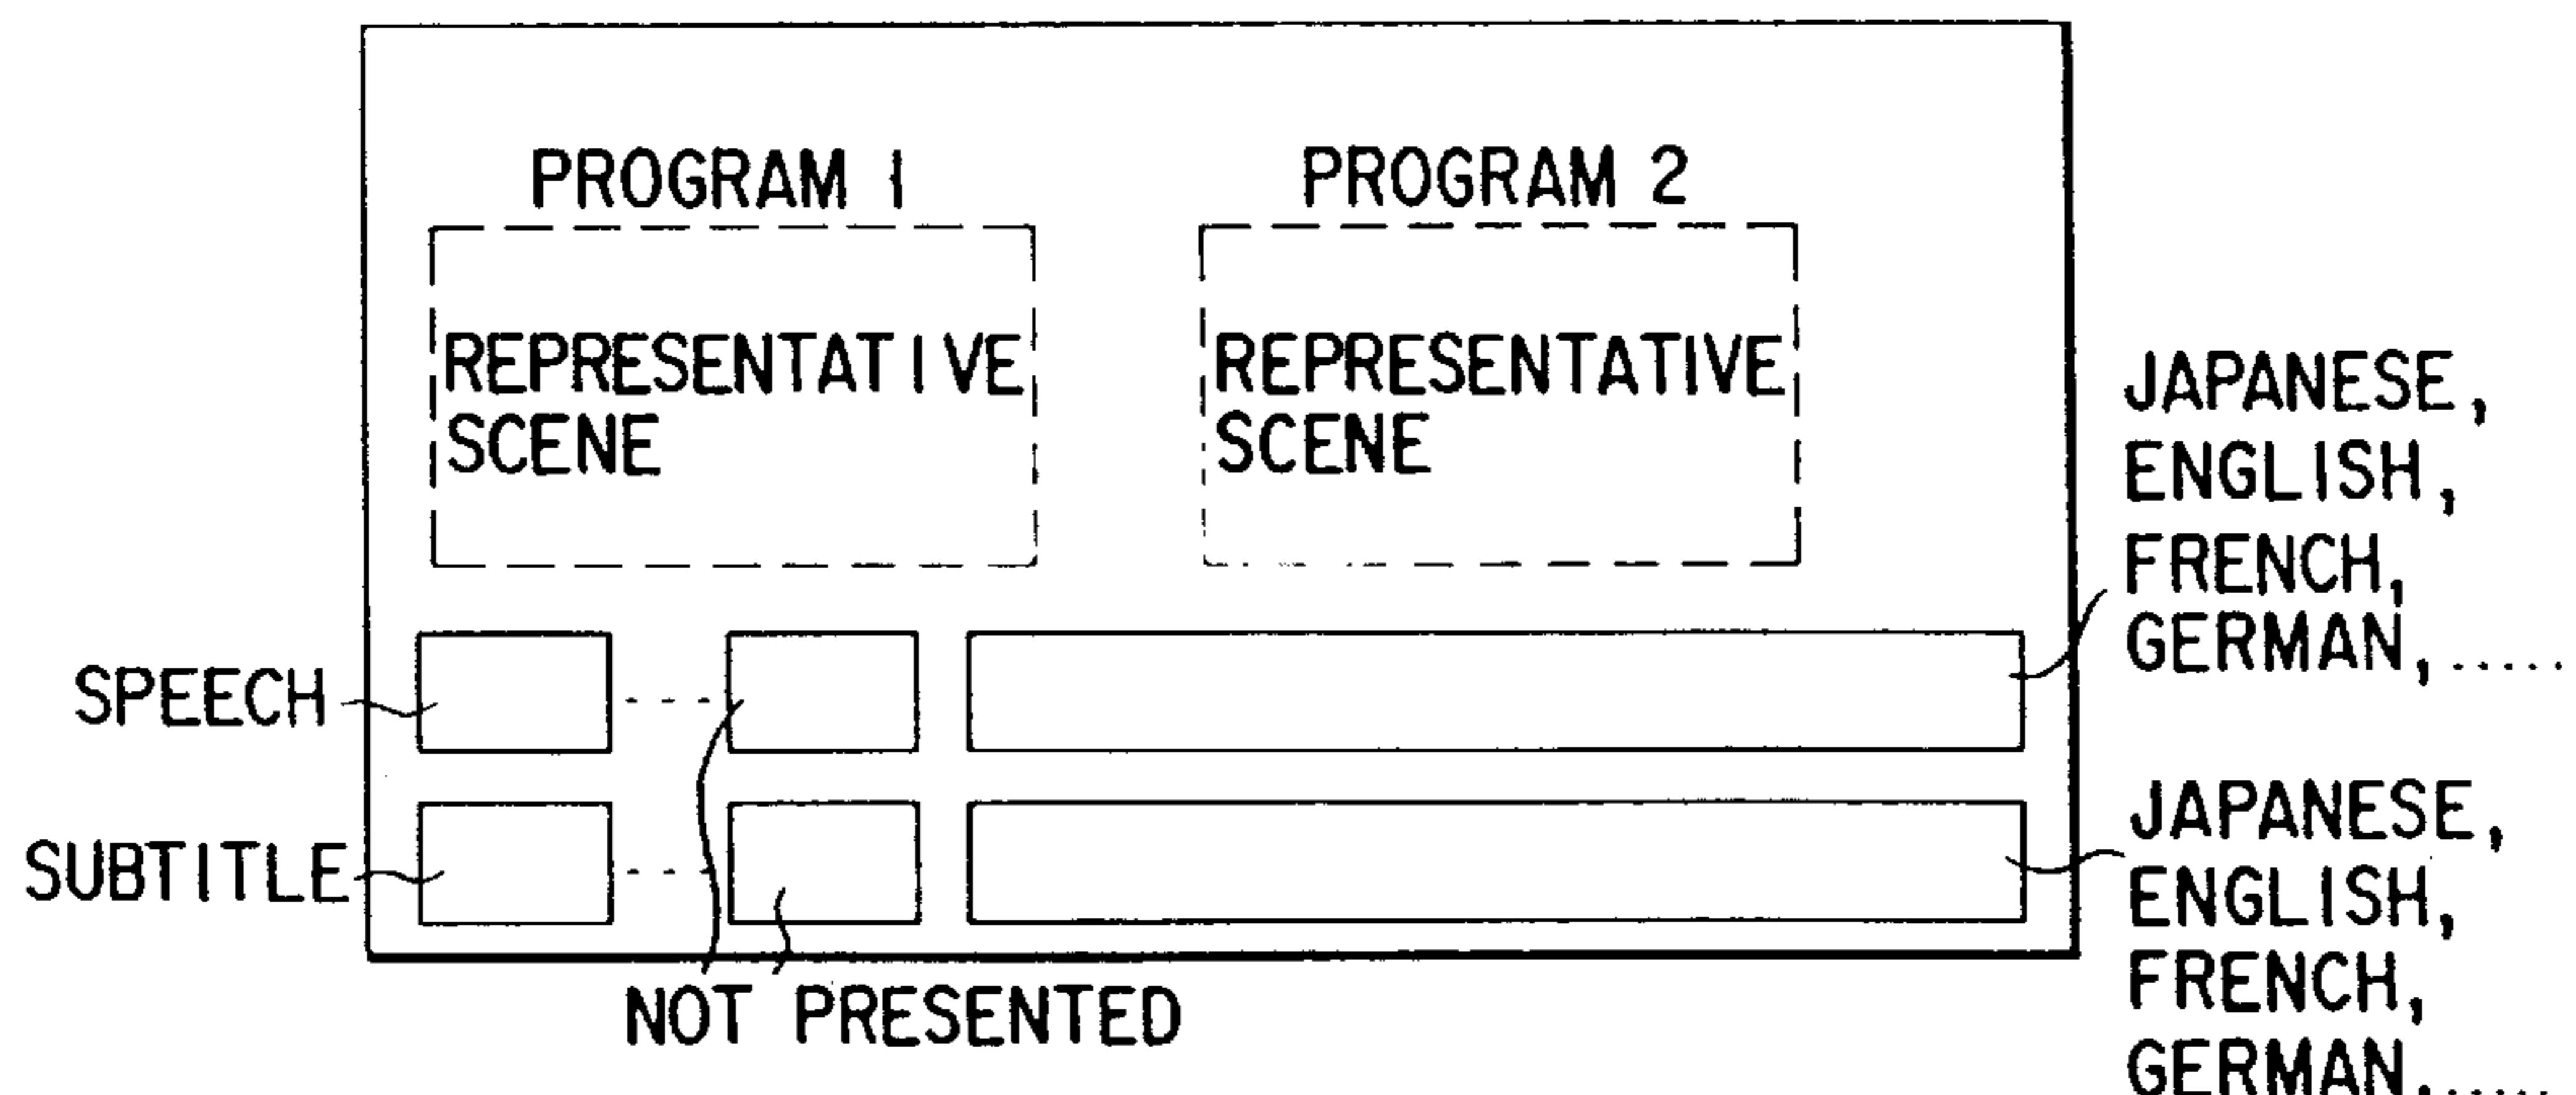 PROGRAM 1
PROGRAM 2
REPRESENTATIVE
SCENE
REPRESENTATIVE
SCENE
JAPANESE,
ENGLISH,
FRENCH,
GERMAN, .....
SPEECH
SUBTITLE
JAPANESE,
ENGLISH,
FRENCH,
GERMAN, .....
NOT PRESENTED